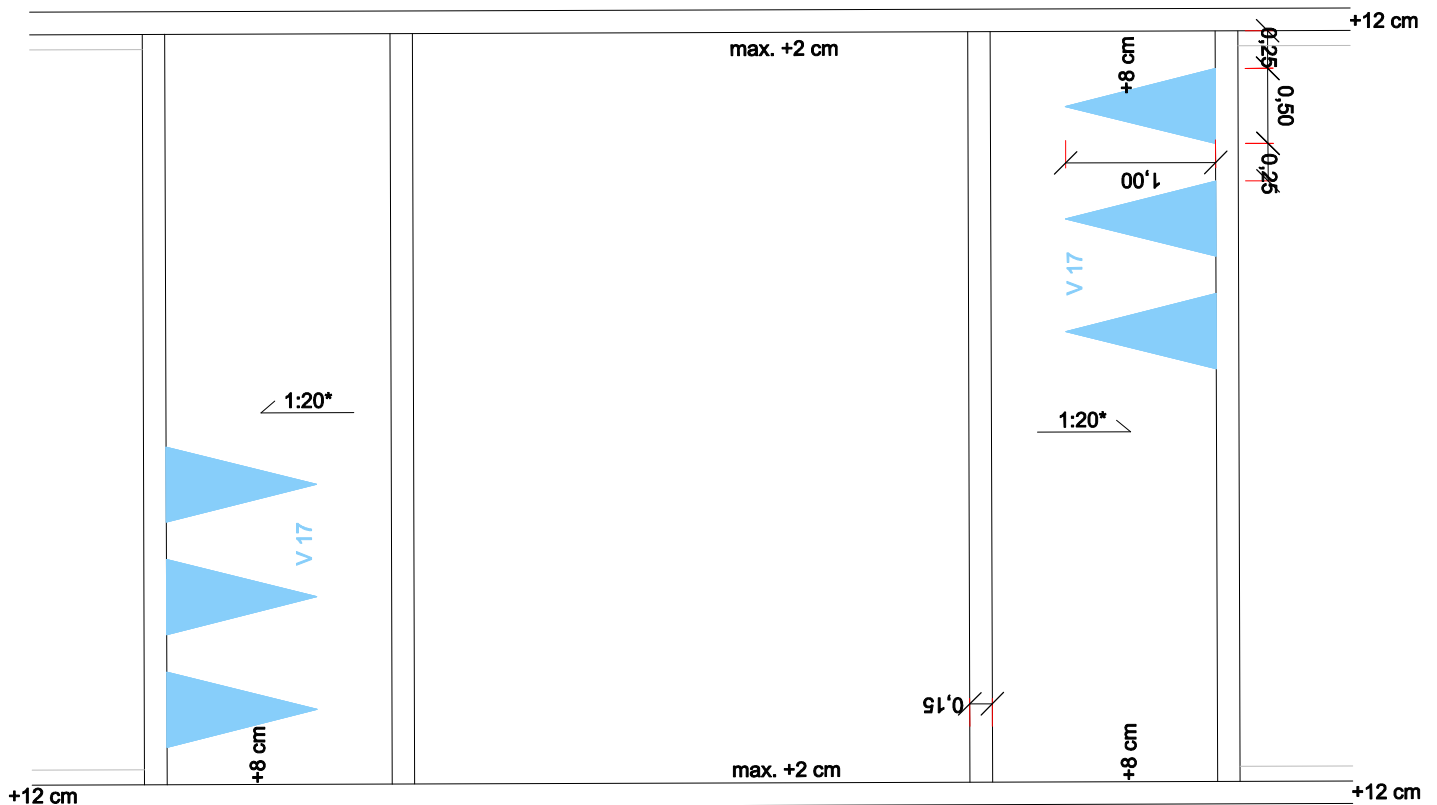 +12 cm
max. +2 cm
+8 cm
0,25
0,50
0,25
1,00
V 17
1:20*
1:20*
V 17
0,15
+8 cm
+8 cm
max. +2 cm
+12 cm
+12 cm